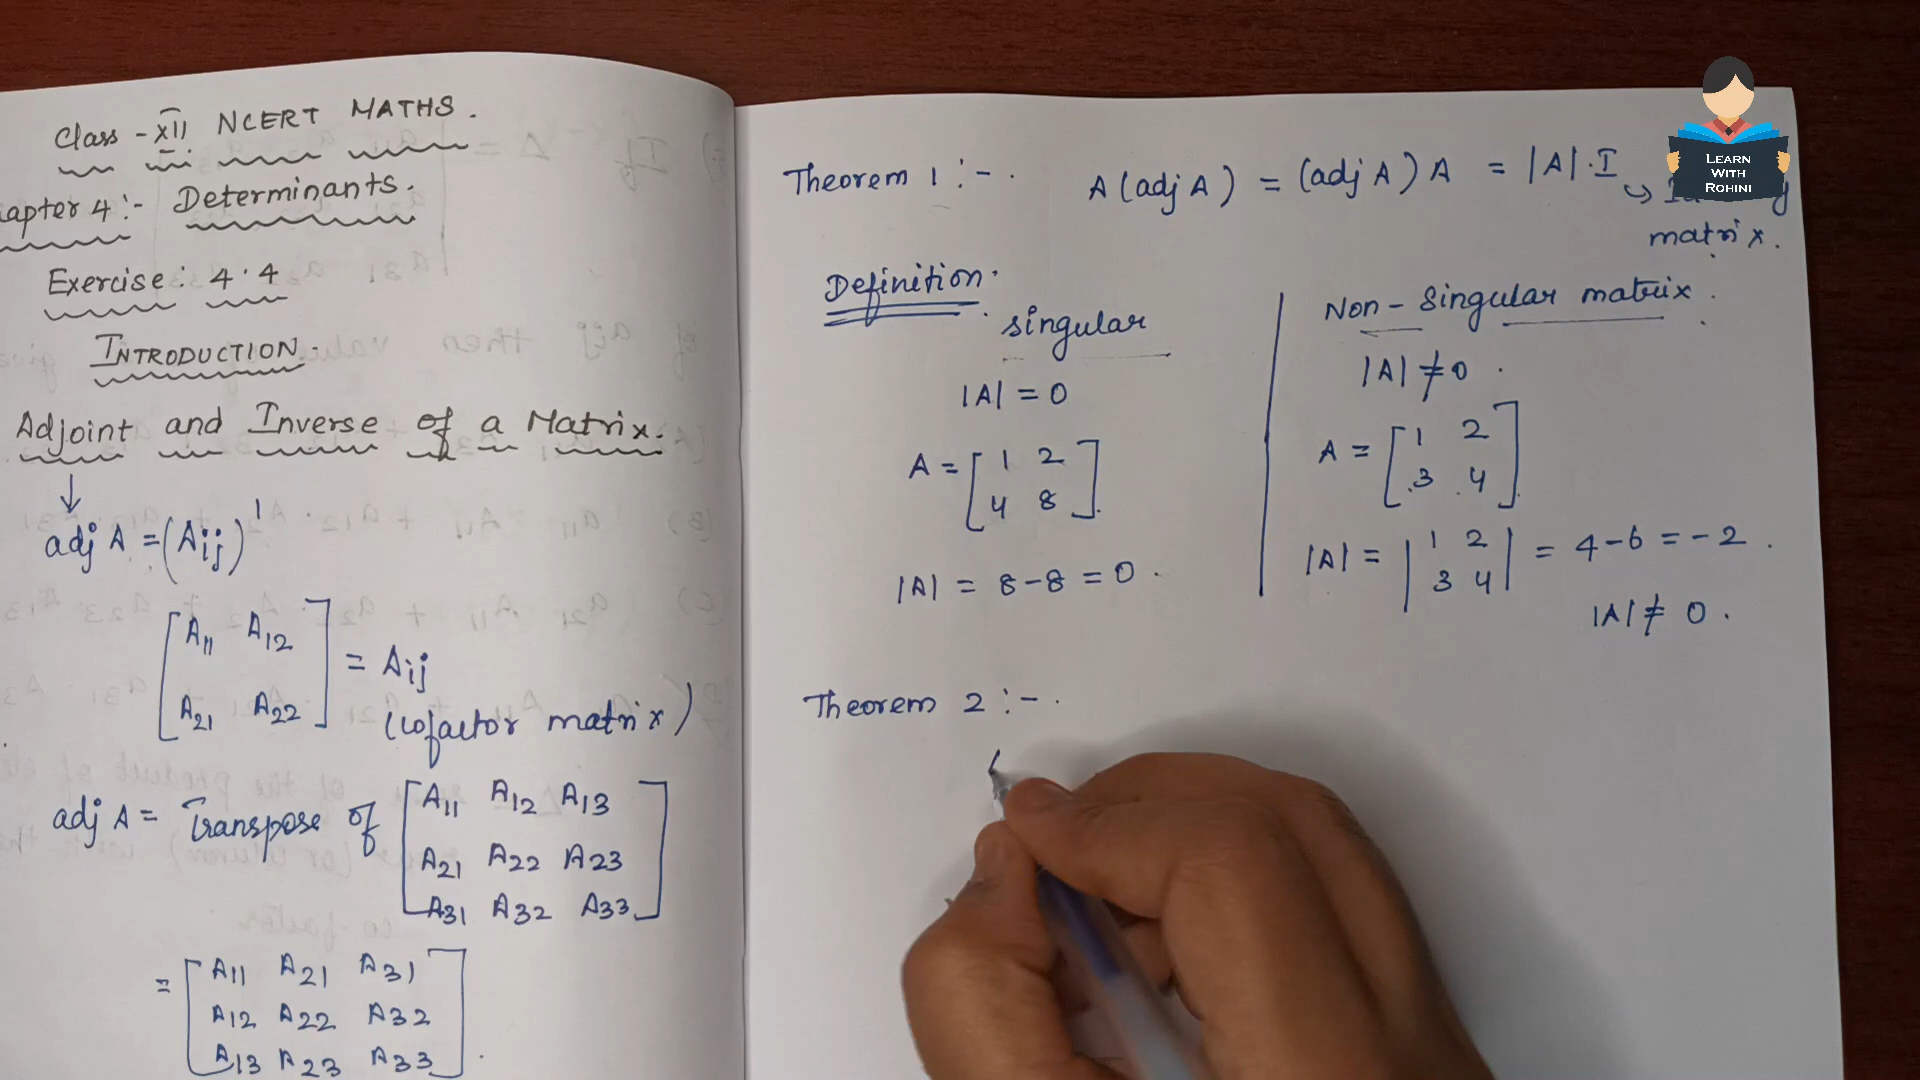 Class - XII NCERT MATHS.
apter 4 :- Determinants.
Exercise: 4.4
INTRODUCTION.
Adjoint and Inverse of a Matrix.
↓
adj A = (Aij)'
[A11 A12
A21 A22] = Aij
(cofactor matrix)
adj A = Transpose of [A11 A12 A13
A21 A22 A23
A31 A32 A33]
= [A11 A21 A31
A12 A22 A32
A13 A23 A33].
Theorem 1 :- . A(adj A) = (adj A) A = |A|.I
matrix.
Definition.
singular
|A| = 0
A = [1 2
4 8]
|A| = 8-8 = 0.
Non-Singular matrix.
|A| ≠ 0.
A = [1 2
3 4]
|A| = |1 2
3 4| = 4-6 = -2.
|A| ≠ 0.
Theorem 2 :- .
LEARN
WITH
ROHINI